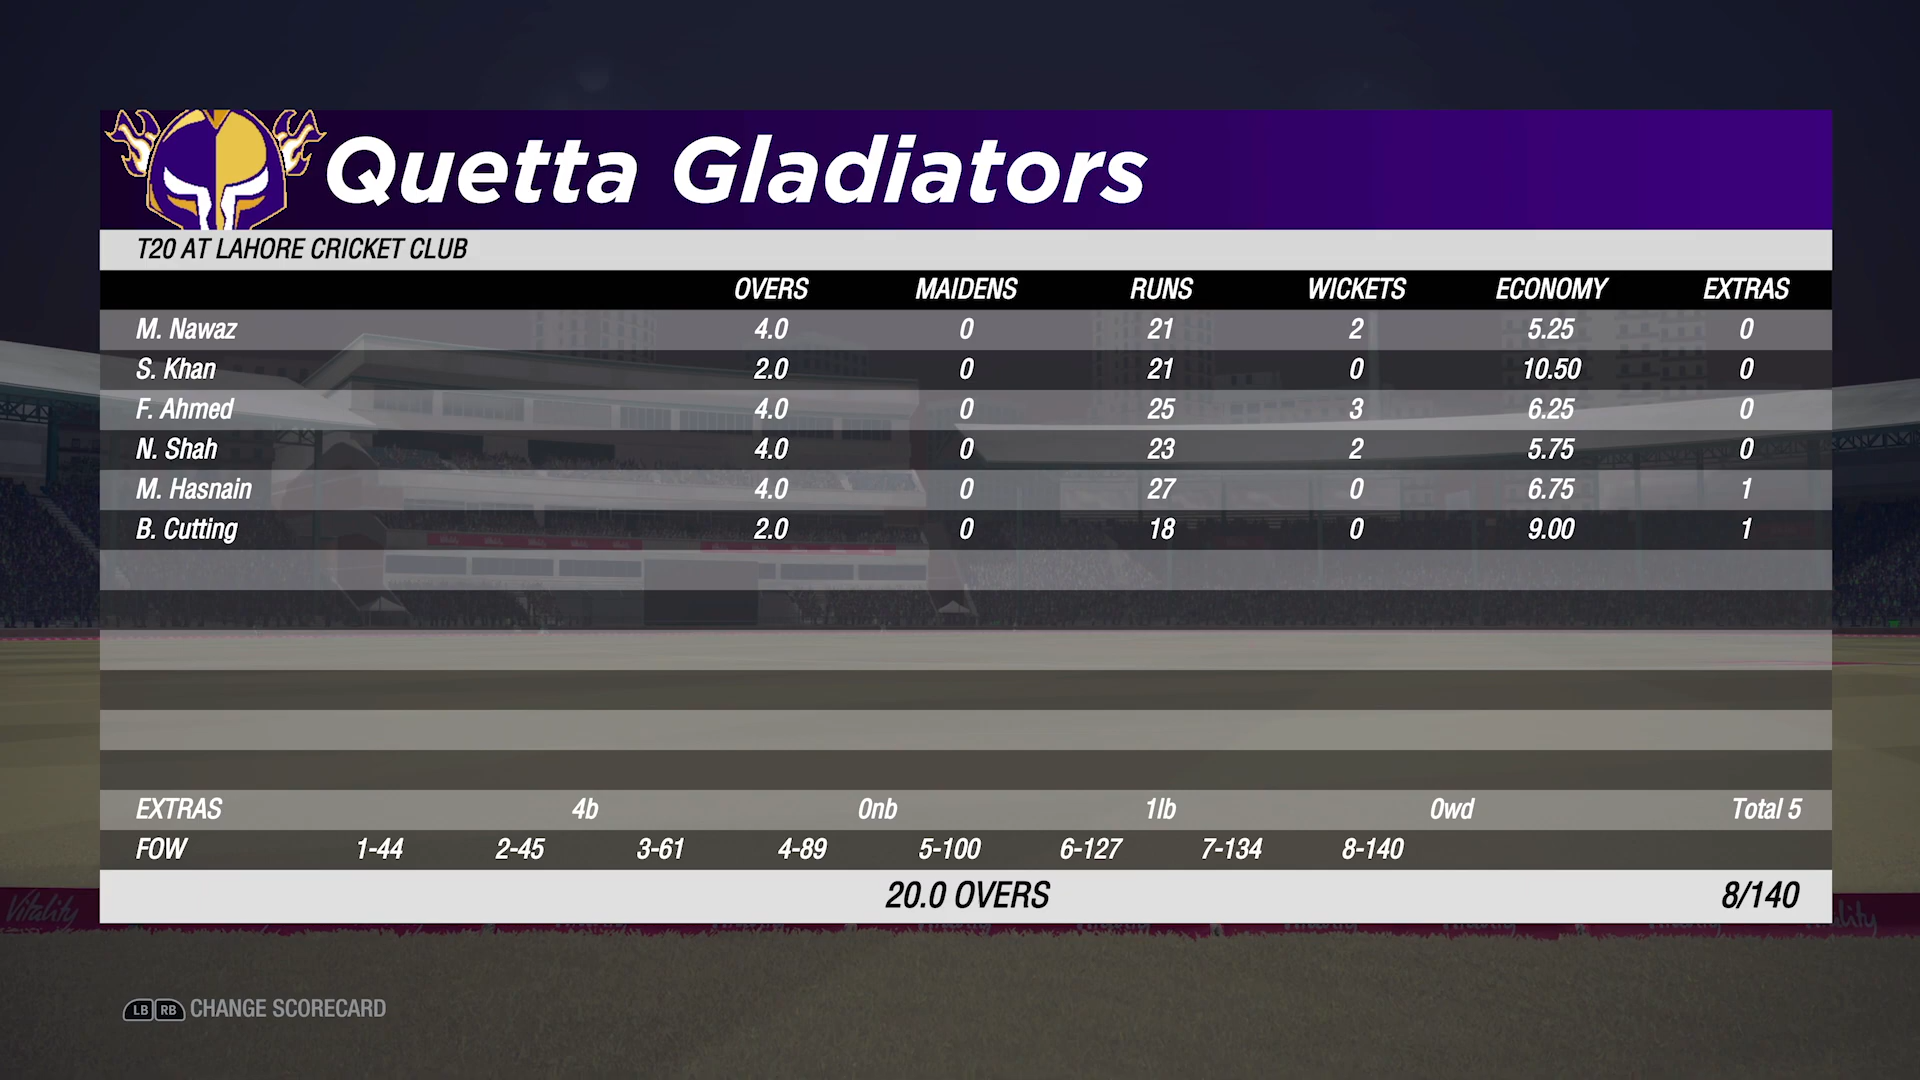 Quetta Gladiators
T20 AT LAHORE CRICKET CLUB
OVERS MAIDENS RUNS WICKETS ECONOMY EXTRAS
M. Nawaz 4.0 0 21 2 5.25 0
S. Khan 2.0 0 21 0 10.50 0
F. Ahmed 4.0 0 25 3 6.25 0
N. Shah 4.0 0 23 2 5.75 0
M. Hasnain 4.0 0 27 0 6.75 1
B. Cutting 2.0 0 18 0 9.00 1
EXTRAS 4b 0nb 1lb 0wd Total 5
FOW 1-44 2-45 3-61 4-89 5-100 6-127 7-134 8-140
20.0 OVERS 8/140
Vitality
LB RB CHANGE SCORECARD